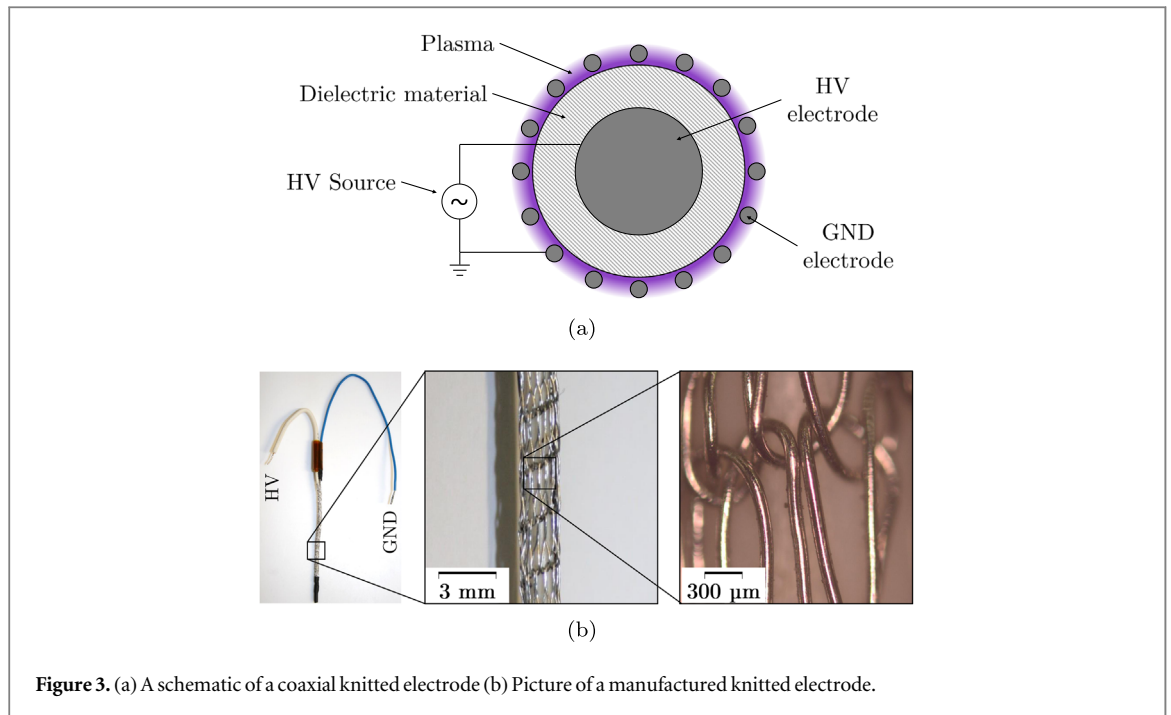 Plasma
Dielectric material
HV
electrode
HV Source
~
GND
electrode
(a)
HV
GND
3 mm
300 μm
(b)
Figure 3. (a) A schematic of a coaxial knitted electrode (b) Picture of a manufactured knitted electrode.